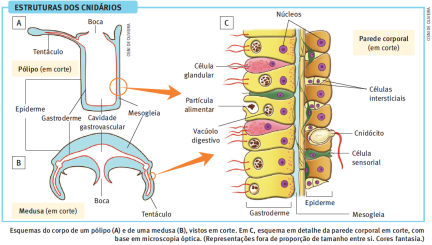 ESTRUTURAS DOS CNIDÁRIOS
A
Boca
Tentáculo
Pólipo (em corte)
Epiderme
Gastroderme
Cavidade
gastrovascular
Mesogleia
B
Boca
Medusa (em corte)
Tentáculo
C
Núcleos
Parede corporal
(em corte)
Célula
glandular
Células
intersticiais
Partícula
alimentar
Vacúolo
digestivo
Cnidócito
Célula
sensorial
Gastroderme
Epiderme
Mesogleia
Esquemas do corpo de um pólipo (A) e de uma medusa (B), vistos em corte. Em C, esquema em detalhe da parede corporal em corte, com
base em microscopia óptica. (Representações fora de proporção de tamanho entre si. Cores fantasia.)